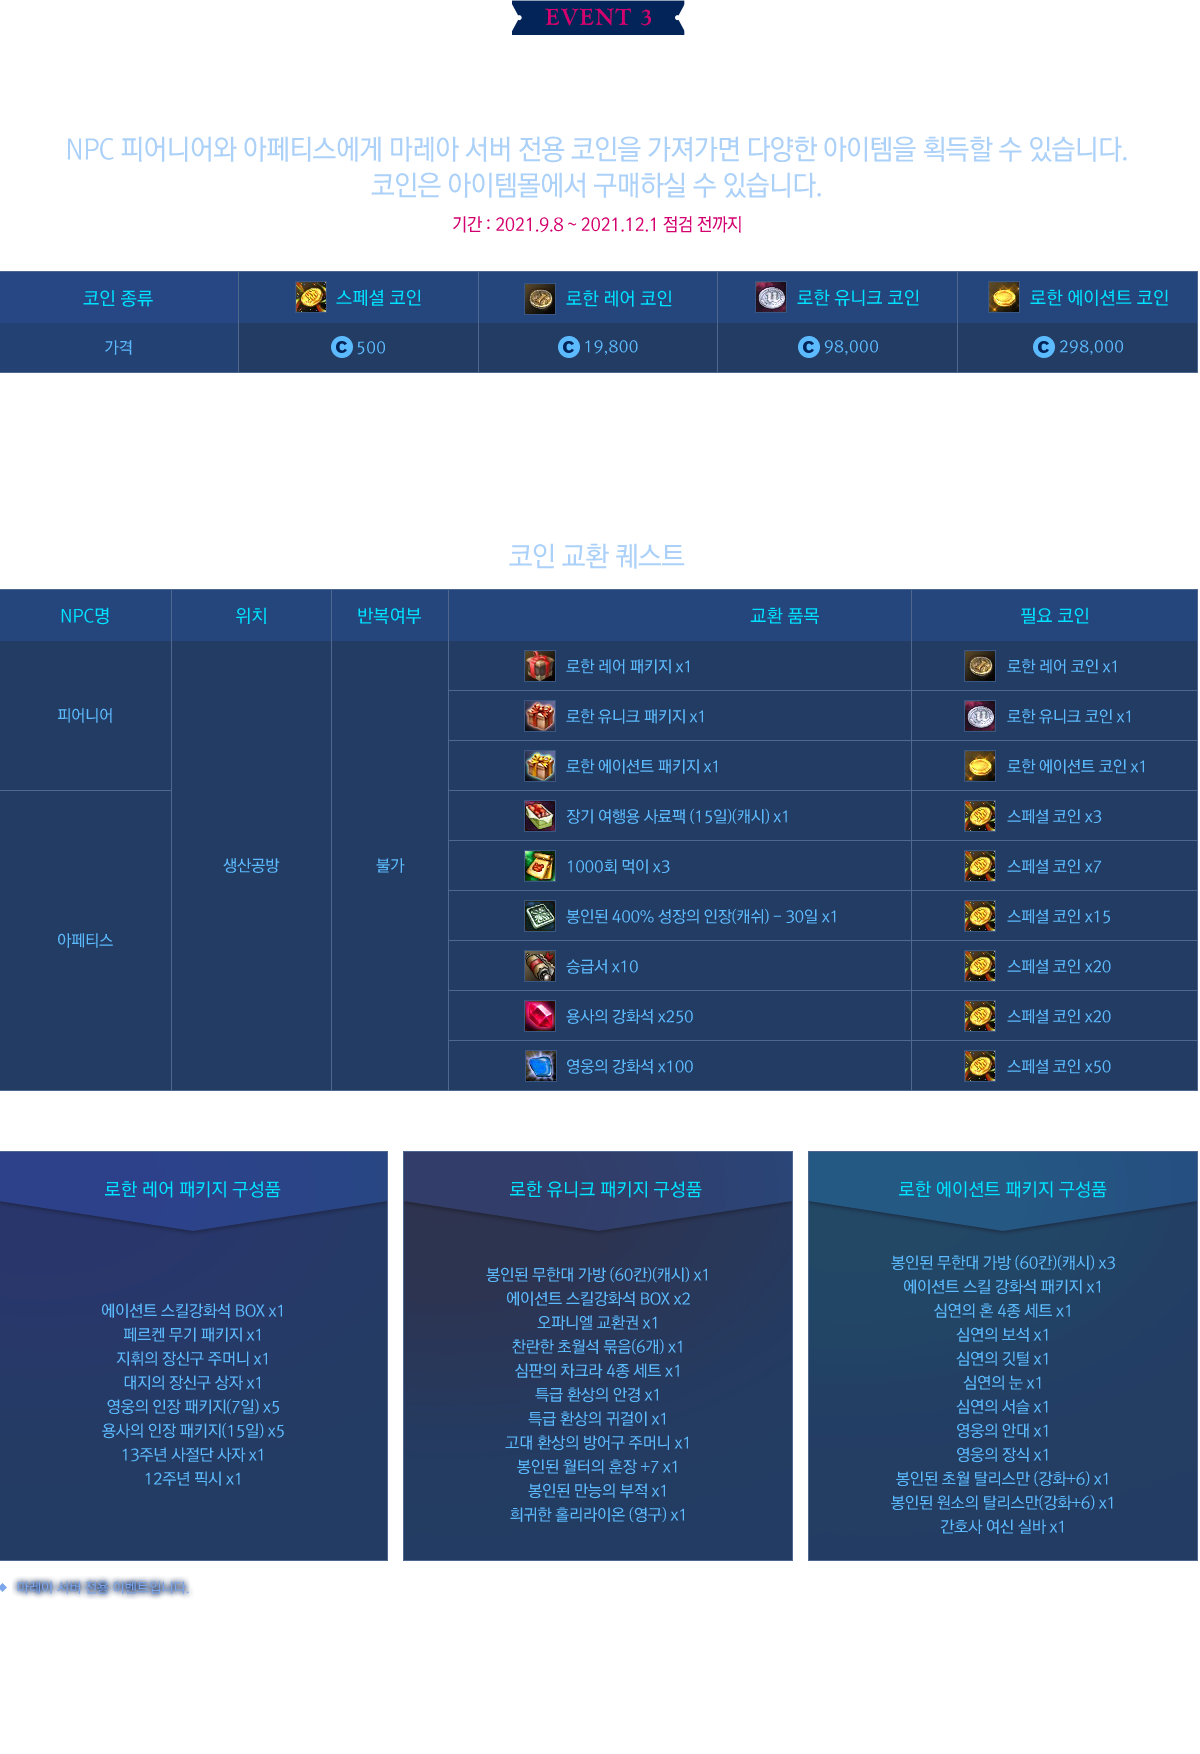 EVENT 3
NPC 피어니어와 아페티스에게 마레아 서버 전용 코인을 가져가면 다양한 아이템을 획득할 수 있습니다.
코인은 아이템몰에서 구매하실 수 있습니다.
기간 : 2021.9.8 ~ 2021.12.1 점검 전까지
코인 종류 스페셜 코인 로한 레어 코인 로한 유니크 코인 로한 에이션트 코인
가격 C 500 C 19,800 C 98,000 C 298,000
코인 교환 퀘스트
NPC명 위치 반복여부 교환 품목 필요 코인
로한 레어 패키지 x1 로한 레어 코인 x1
피어니어 로한 유니크 패키지 x1 로한 유니크 코인 x1
로한 에이션트 패키지 x1 로한 에이션트 코인 x1
장기 여행용 사료팩 (15일)(캐시) x1 스페셜 코인 x3
생산공방 불가 1000회 먹이 x3 스페셜 코인 x7
봉인된 400% 성장의 인장(캐쉬) - 30일 x1 스페셜 코인 x15
아페티스
승급서 x10 스페셜 코인 x20
용사의 강화석 x250 스페셜 코인 x20
영웅의 강화석 x100 스페셜 코인 x50
로한 레어 패키지 구성품
에이션트 스킬강화석 BOX x1
페르켄 무기 패키지 x1
지휘의 장신구 주머니 x1
대지의 장신구 상자 x1
영웅의 인장 패키지(7일) x5
용사의 인장 패키지(15일) x5
13주년 사절단 사자 x1
12주년 픽시 x1
로한 유니크 패키지 구성품
봉인된 무한대 가방 (60칸)(캐시) x1
에이션트 스킬강화석 BOX x2
오파니엘 교환권 x1
찬란한 초월석 묶음(6개) x1
심판의 차크라 4종 세트 x1
특급 환상의 안경 x1
특급 환상의 귀걸이 x1
고대 환상의 방어구 주머니 x1
봉인된 월터의 훈장 +7 x1
봉인된 만능의 부적 x1
희귀한 홀리라이온 (영구) x1
로한 에이션트 패키지 구성품
봉인된 무한대 가방 (60칸)(캐시) x3
에이션트 스킬 강화석 패키지 x1
심연의 혼 4종 세트 x1
심연의 보석 x1
심연의 깃털 x1
심연의 눈 x1
심연의 서슬 x1
영웅의 안대 x1
영웅의 장식 x1
봉인된 초월 탈리스만 (강화+6) x1
봉인된 원소의 탈리스만(강화+6) x1
간호사 여신 실바 x1
마레아 서버 전용 이벤트입니다.